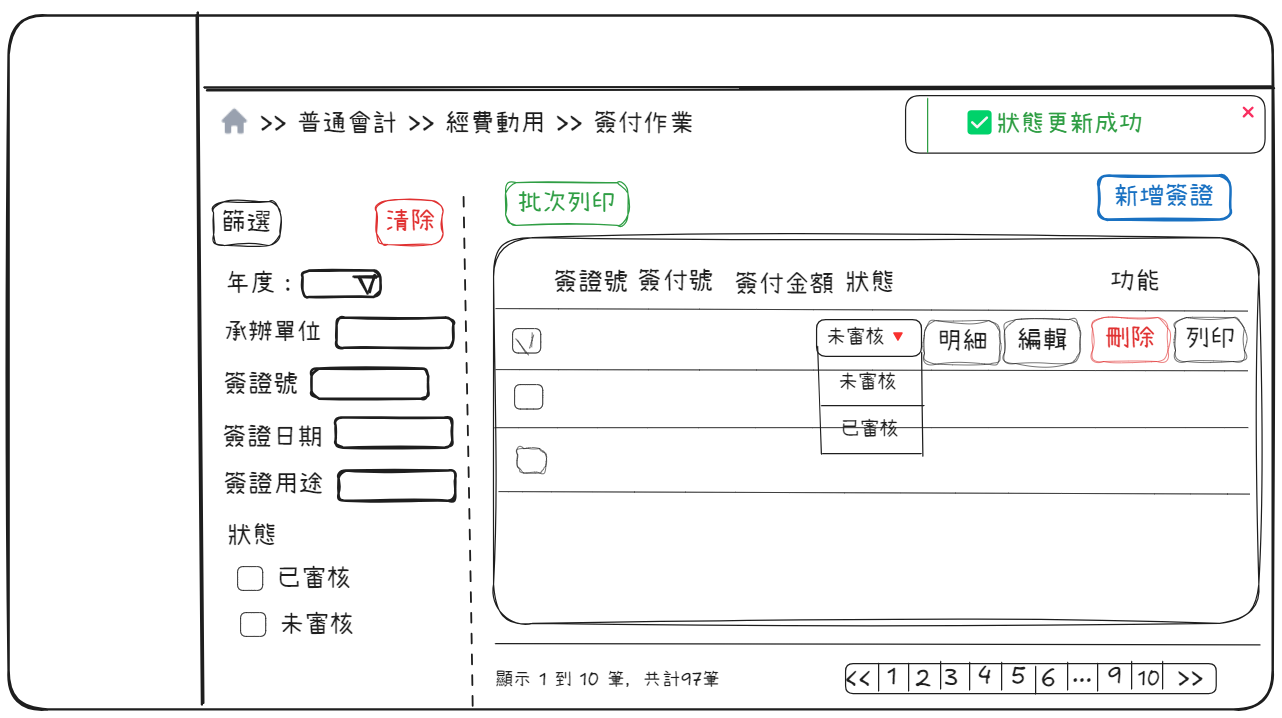 >> 普通會計 >> 經費動用 >> 簽付作業
狀態更新成功
篩選
清除
年度：
承辦單位
簽證號
簽證日期
簽證用途
狀態
已審核
未審核
批次列印
新增簽證
簽證號 簽付號 簽付金額 狀態 功能
未審核 明細 編輯 刪除 列印
未審核
已審核
顯示 1 到 10 筆, 共計97筆
<< 1 2 3 4 5 6 ... 9 10 >>